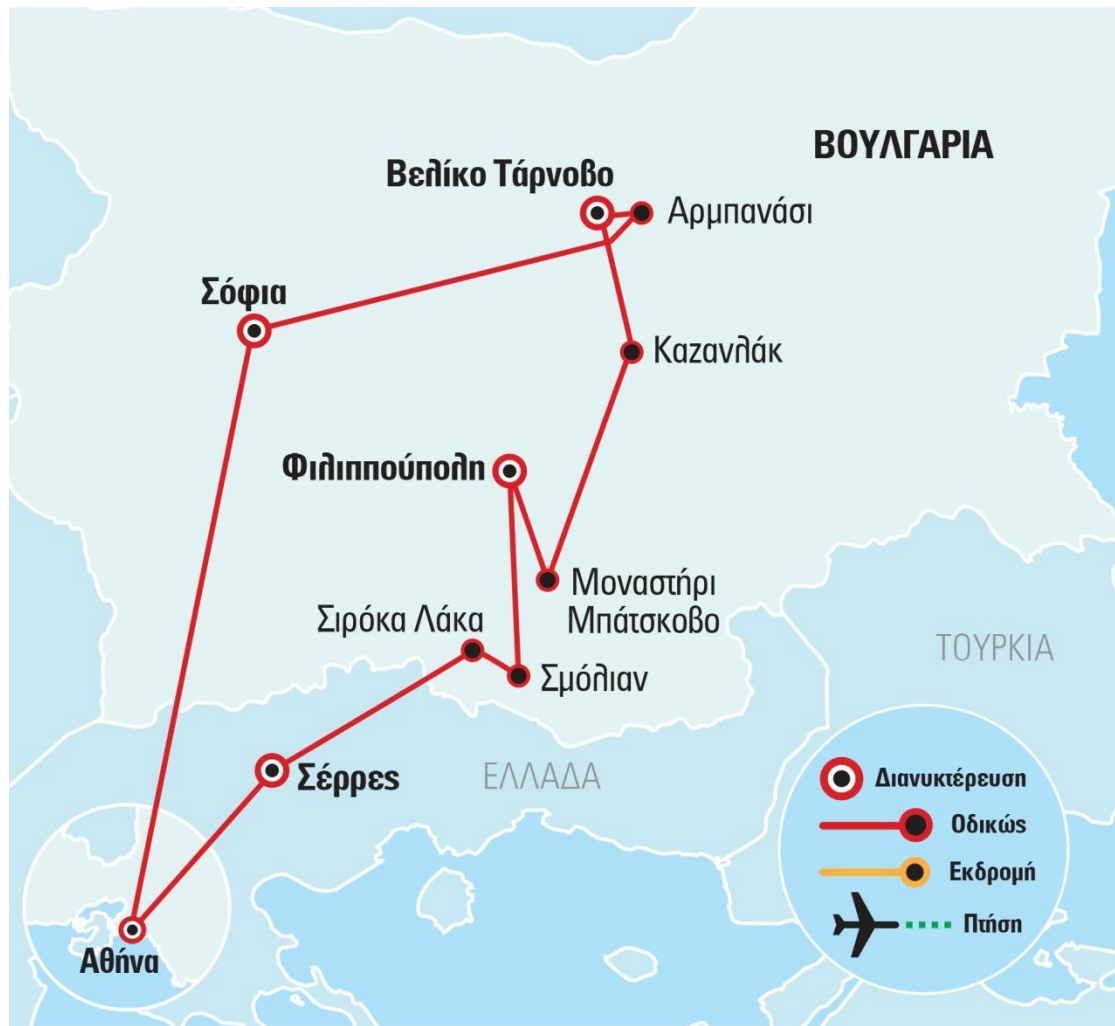 ΒΟΥΛΓΑΡΙΑ
Βελίκο Τάρνοβο
Αρμπανάσι
Σόφια
Καζανλάκ
Φιλιππούπολη
Μοναστήρι
Μπάτσκοβο
Σιρόκα Λάκα
Σμόλιαν
ΤΟΥΡΚΙΑ
Σέρρες
ΕΛΛΑΔΑ
Αθήνα
Διανυκτέρευση
Οδικώς
Εκδρομή
Πτήση